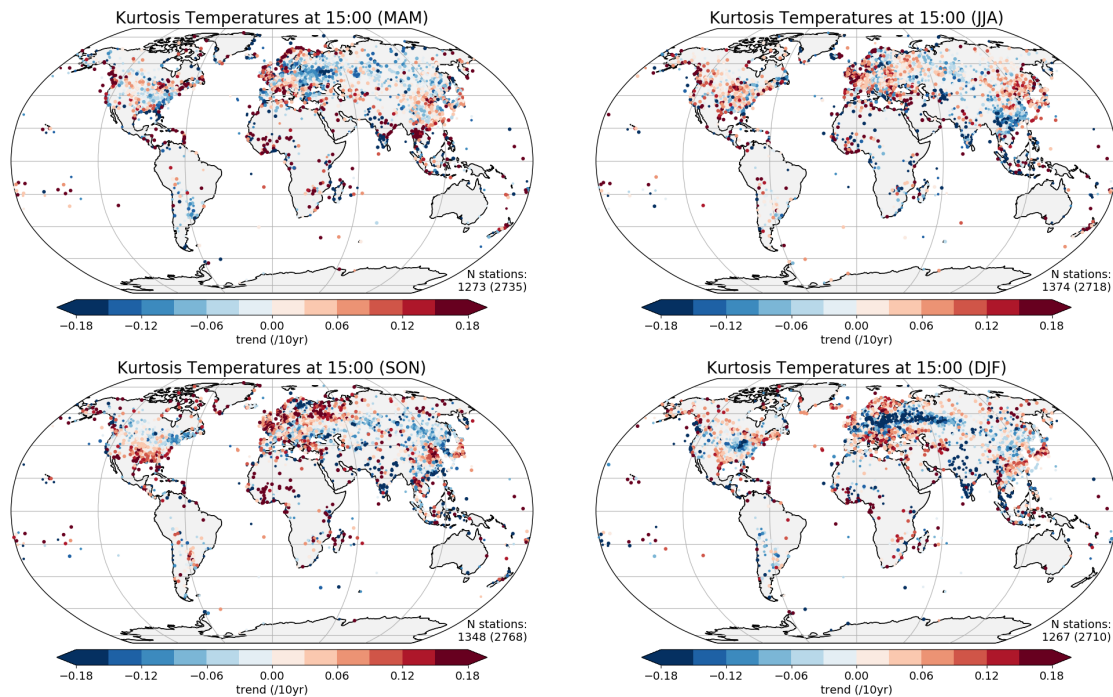 Kurtosis Temperatures at 15:00 (MAM)
N stations:
1273 (2735)
−0.18 −0.12 −0.06 0.00 0.06 0.12 0.18
trend (/10yr)
Kurtosis Temperatures at 15:00 (JJA)
N stations:
1374 (2718)
−0.18 −0.12 −0.06 0.00 0.06 0.12 0.18
trend (/10yr)
Kurtosis Temperatures at 15:00 (SON)
N stations:
1348 (2768)
−0.18 −0.12 −0.06 0.00 0.06 0.12 0.18
trend (/10yr)
Kurtosis Temperatures at 15:00 (DJF)
N stations:
1267 (2710)
−0.18 −0.12 −0.06 0.00 0.06 0.12 0.18
trend (/10yr)